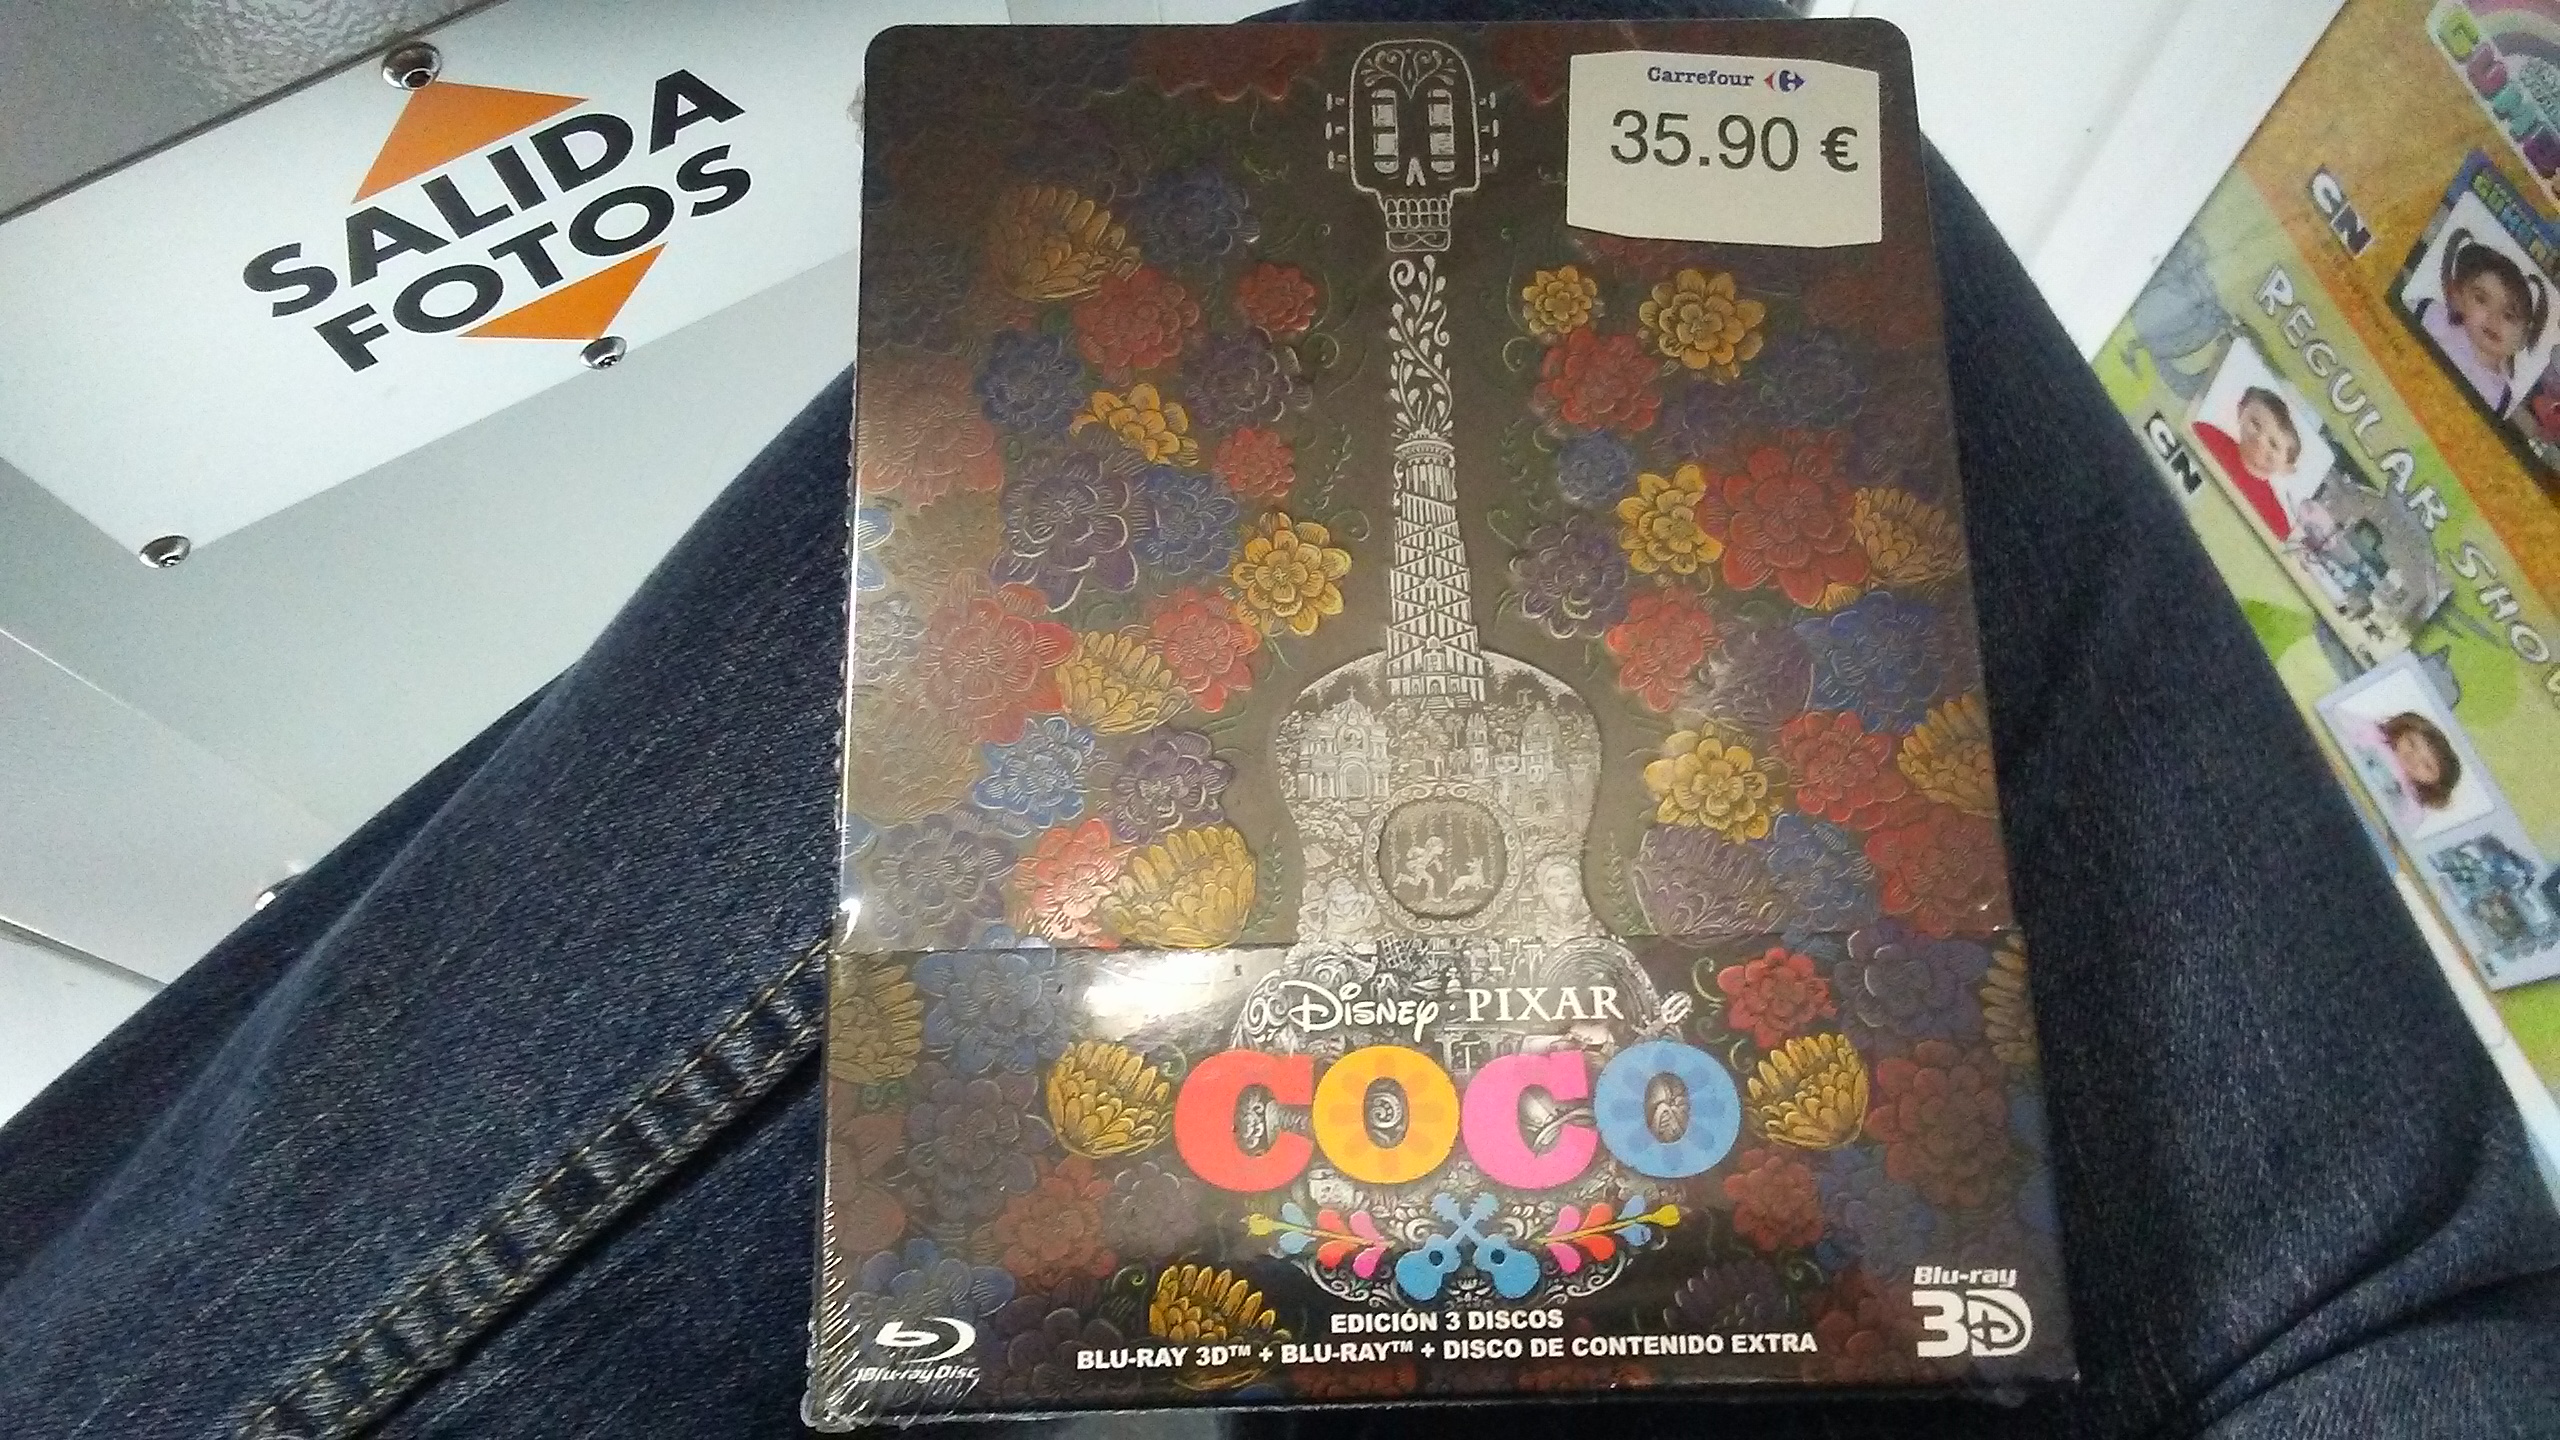 SALIDA
FOTOS
Carrefour
35.90 €
Disney · PIXAR
COCO
EDICIÓN 3 DISCOS
BLU-RAY 3D™ + BLU-RAY™ + DISCO DE CONTENIDO EXTRA
Blu-ray Disc
Blu-ray
3D
CN
REGULAR SHOW
CN